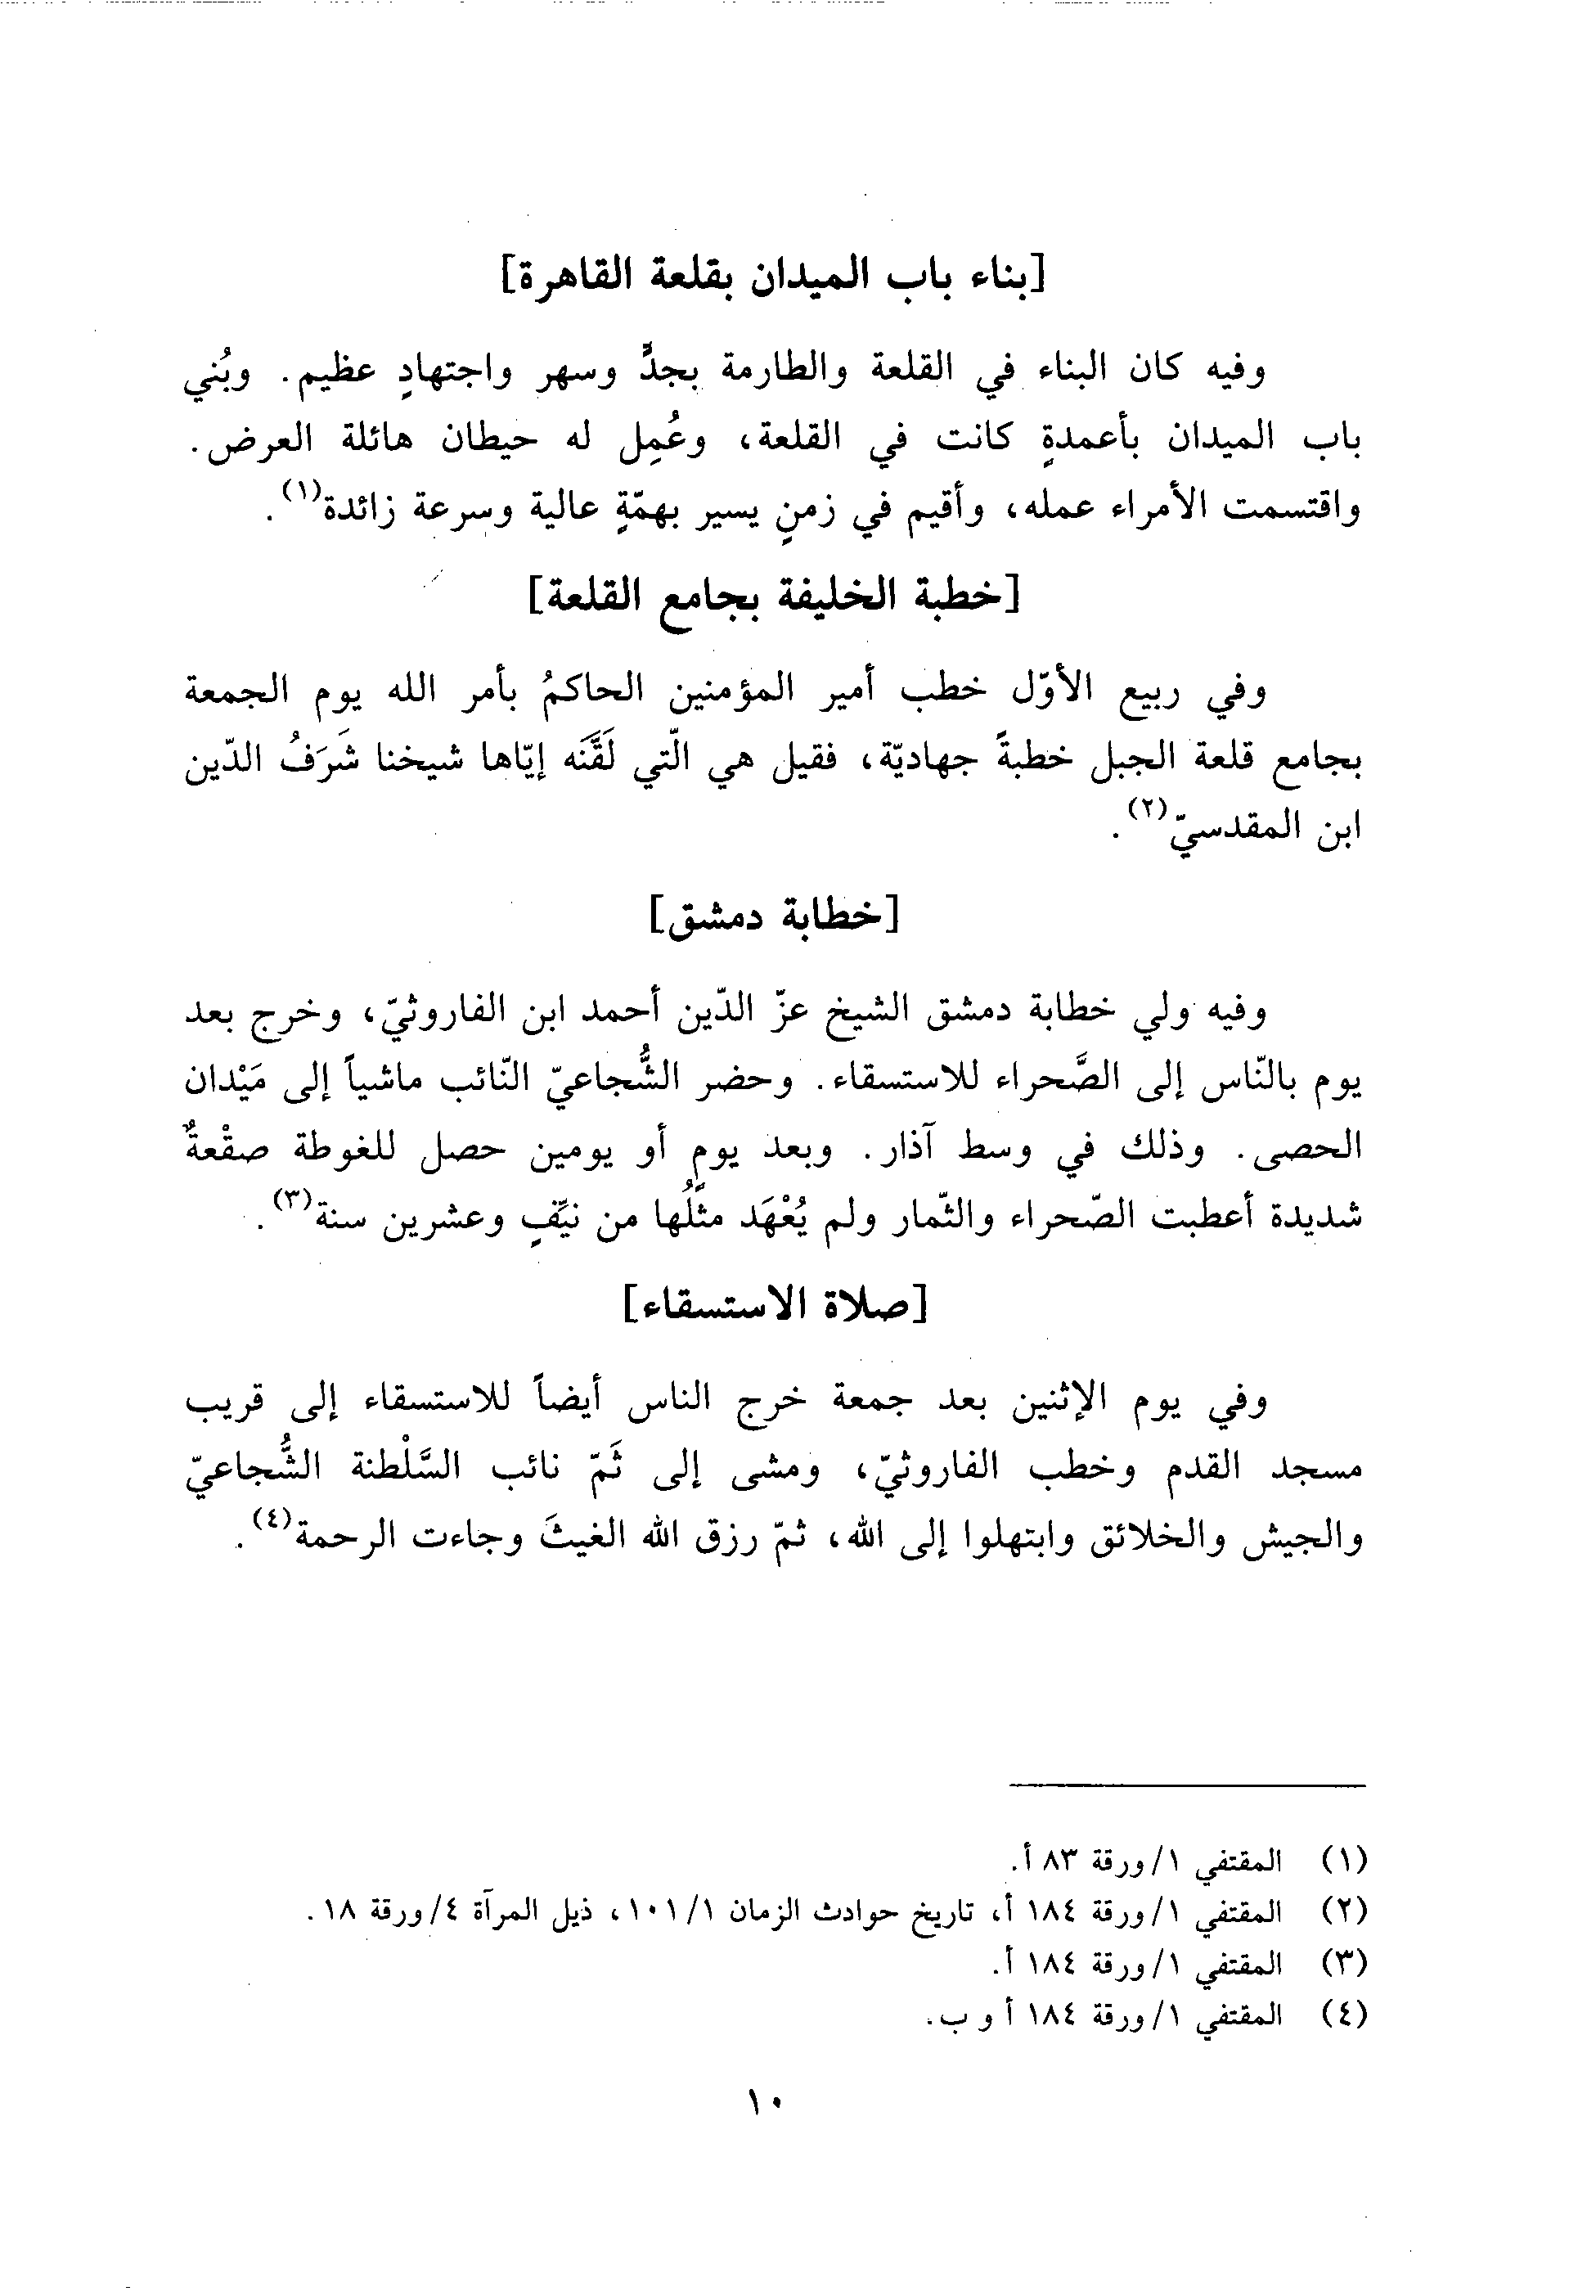 [بناء باب الميدان بقلعة القاهرة]
وفيه كان البناء في القلعة والطارمة بجدٍّ وسهر واجتهادٍ عظيم. وبُني
باب الميدان بأعمدةٍ كانت في القلعة، وعُمِل له حيطان هائلة العرض.
واقتسمت الأمراء عمله، وأقيم في زمنٍ يسير بهمّةٍ عالية وسرعة زائدة(١).
[خطبة الخليفة بجامع القلعة]
وفي ربيع الأوّل خطب أمير المؤمنين الحاكمُ بأمر الله يوم الجمعة
بجامع قلعة الجبل خطبةً جهاديّة، فقيل هي الّتي لَقَّنَه إيّاها شيخنا شَرَفُ الدّين
ابن المقدسيّ(٢).
[خطابة دمشق]
وفيه ولي خطابة دمشق الشيخ عزّ الدّين أحمد ابن الفاروثيّ، وخرج بعد
يوم بالنّاس إلى الصَّحراء للاستسقاء. وحضر الشُّجاعيّ النّائب ماشياً إلى مَيْدان
الحصى. وذلك في وسط آذار. وبعد يومٍ أو يومين حصل للغوطة صقْعةٌ
شديدة أعطبت الصّحراء والثّمار ولم يُعْهَد مثلُها من نيّفٍ وعشرين سنة(٣).
[صلاة الاستسقاء]
وفي يوم الإثنين بعد جمعة خرج الناس أيضاً للاستسقاء إلى قريب
مسجد القدم وخطب الفاروثيّ، ومشى إلى ثَمّ نائب السَّلْطنة الشُّجاعيّ
والجيش والخلائق وابتهلوا إلى الله، ثمّ رزق الله الغيثَ وجاءت الرحمة(٤).
(١) المقتفي ١/ورقة ٨٣ أ.
(٢) المقتفي ١/ورقة ١٨٤ أ، تاريخ حوادث الزمان ١٠١/١، ذيل المرآة ٤/ورقة ١٨.
(٣) المقتفي ١/ورقة ١٨٤ أ.
(٤) المقتفي ١/ورقة ١٨٤ أ و ب.
١٠